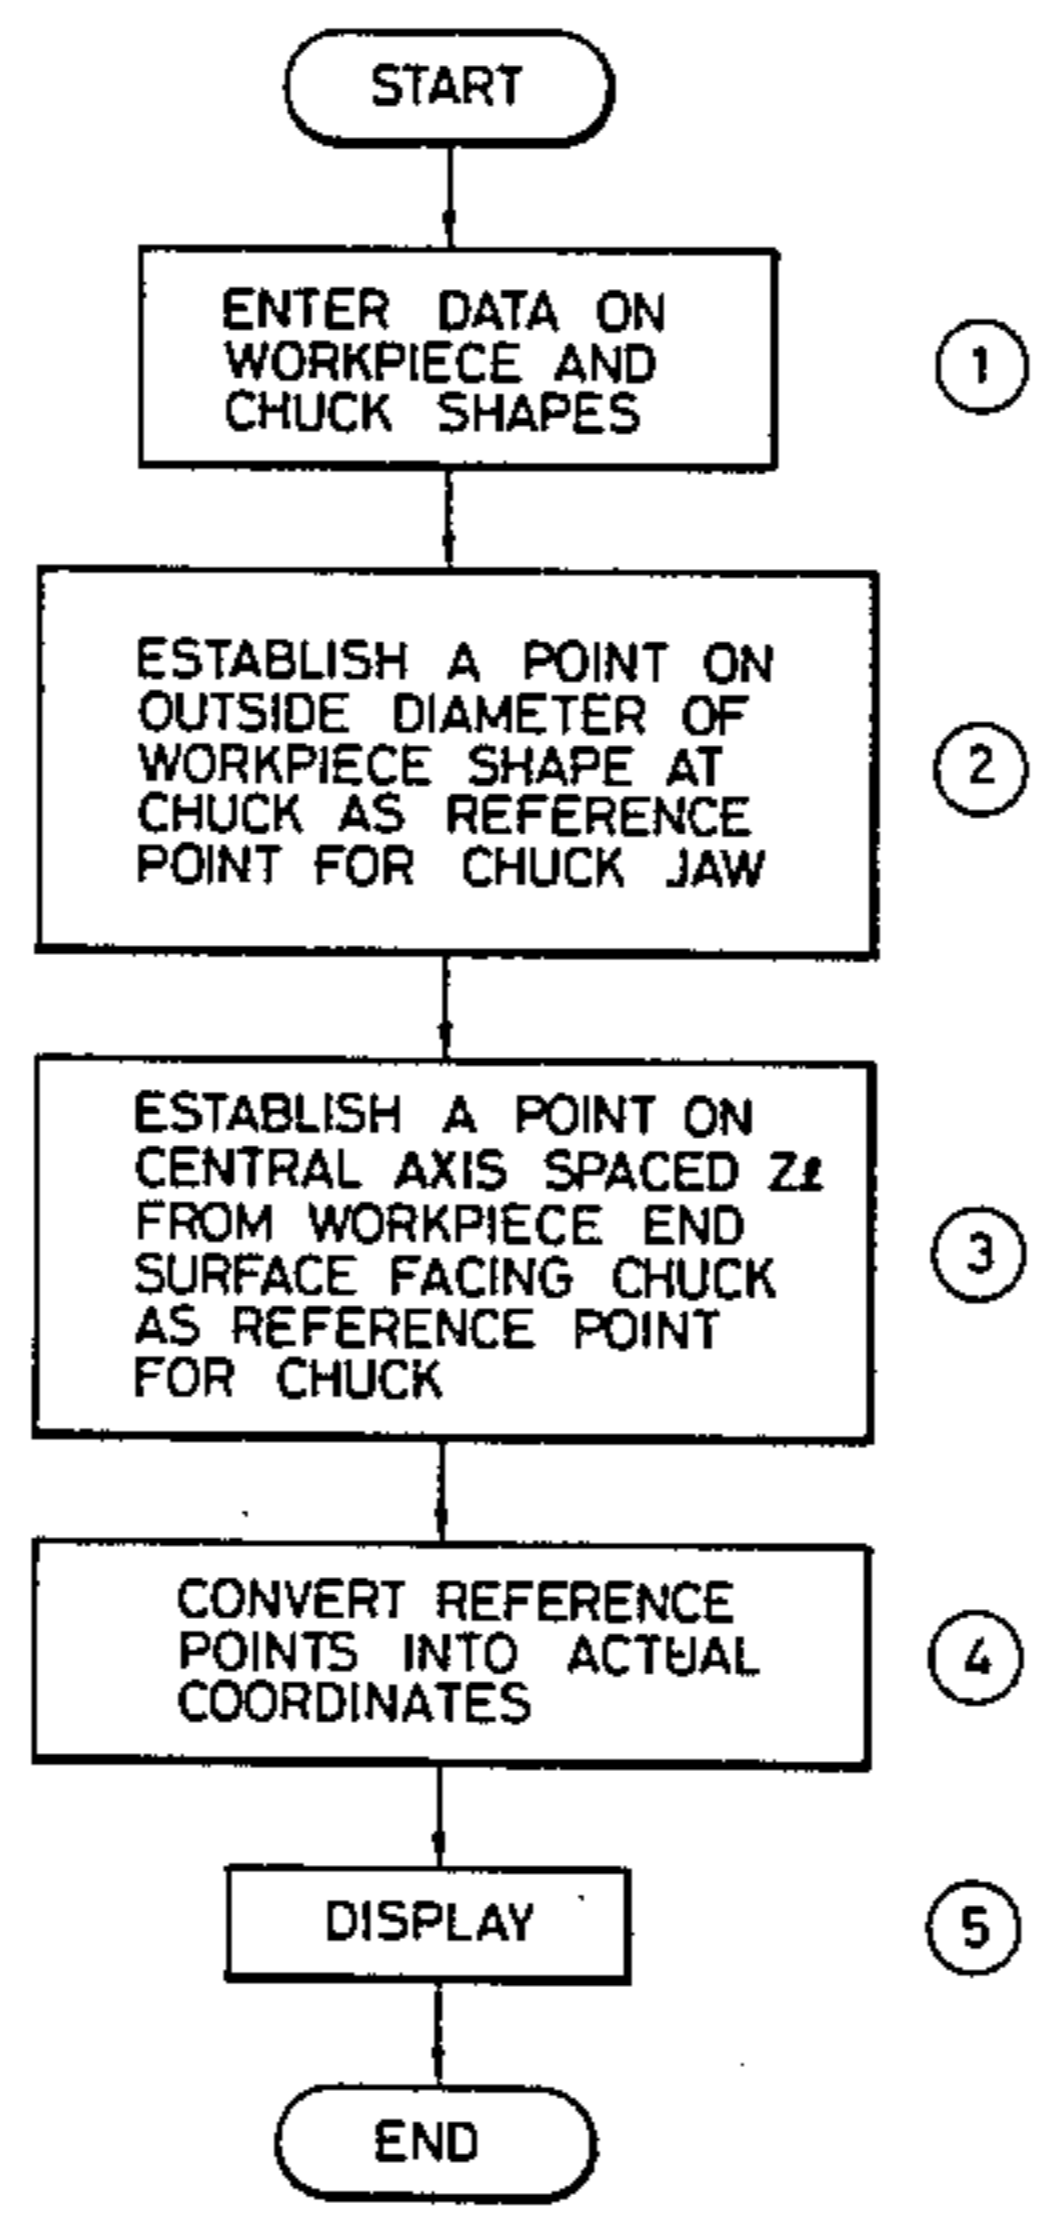 START
ENTER DATA ON
WORKPIECE AND
CHUCK SHAPES
1
ESTABLISH A POINT ON
OUTSIDE DIAMETER OF
WORKPIECE SHAPE AT
CHUCK AS REFERENCE
POINT FOR CHUCK JAW
2
ESTABLISH A POINT ON
CENTRAL AXIS SPACED Zℓ
FROM WORKPIECE END
SURFACE FACING CHUCK
AS REFERENCE POINT
FOR CHUCK
3
CONVERT REFERENCE
POINTS INTO ACTUAL
COORDINATES
4
DISPLAY
5
END